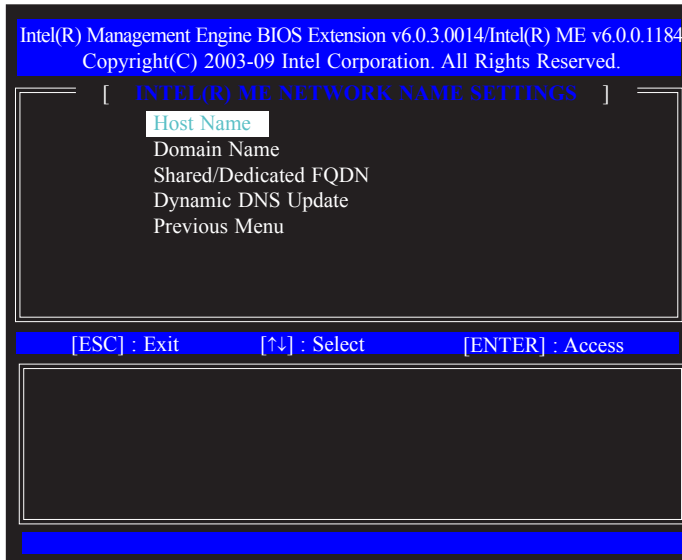 Intel(R) Management Engine BIOS Extension v6.0.3.0014/Intel(R) ME v6.0.0.1184
Copyright(C) 2003-09 Intel Corporation. All Rights Reserved.
[ INTEL(R) ME NETWORK NAME SETTINGS ]
Host Name
Domain Name
Shared/Dedicated FQDN
Dynamic DNS Update
Previous Menu
[ESC] : Exit [↑↓] : Select [ENTER] : Access